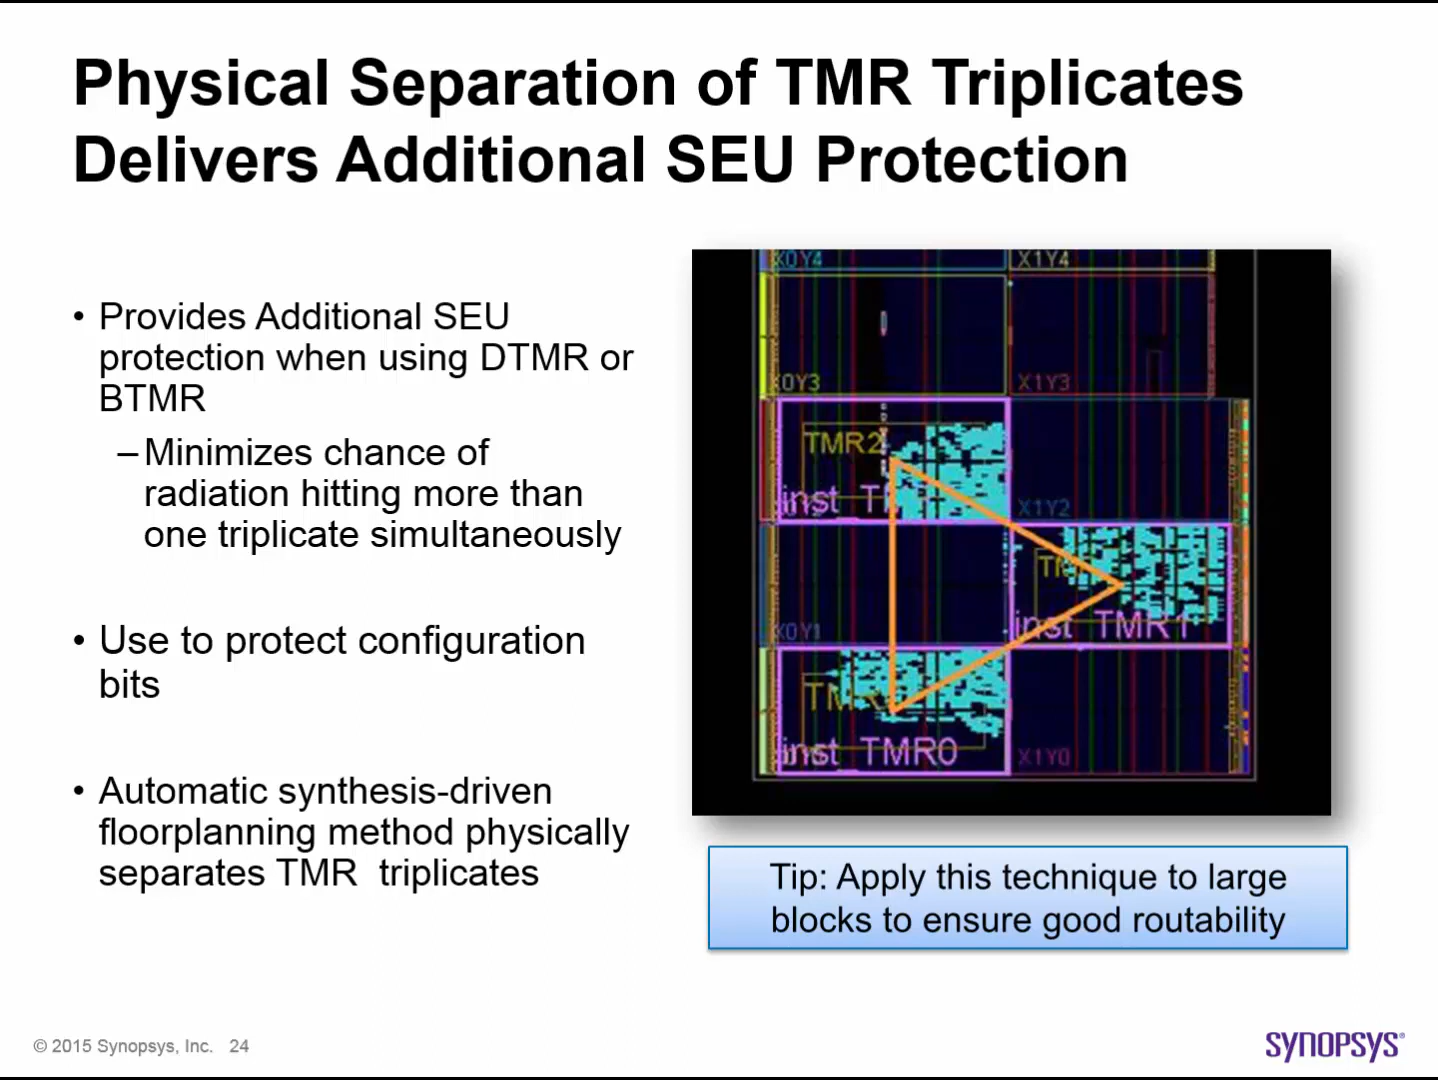 Physical Separation of TMR Triplicates
Delivers Additional SEU Protection
• Provides Additional SEU
protection when using DTMR or
BTMR
–Minimizes chance of
radiation hitting more than
one triplicate simultaneously
• Use to protect configuration
bits
• Automatic synthesis-driven
floorplanning method physically
separates TMR triplicates
X0Y4 X1Y4
X0Y3 X1Y3
TMR2
inst_
X1Y2
X0Y1
inst_TMR1
inst_TMR0
X1Y0
Tip: Apply this technique to large
blocks to ensure good routability
© 2015 Synopsys, Inc. 24
SYNOPSYS®